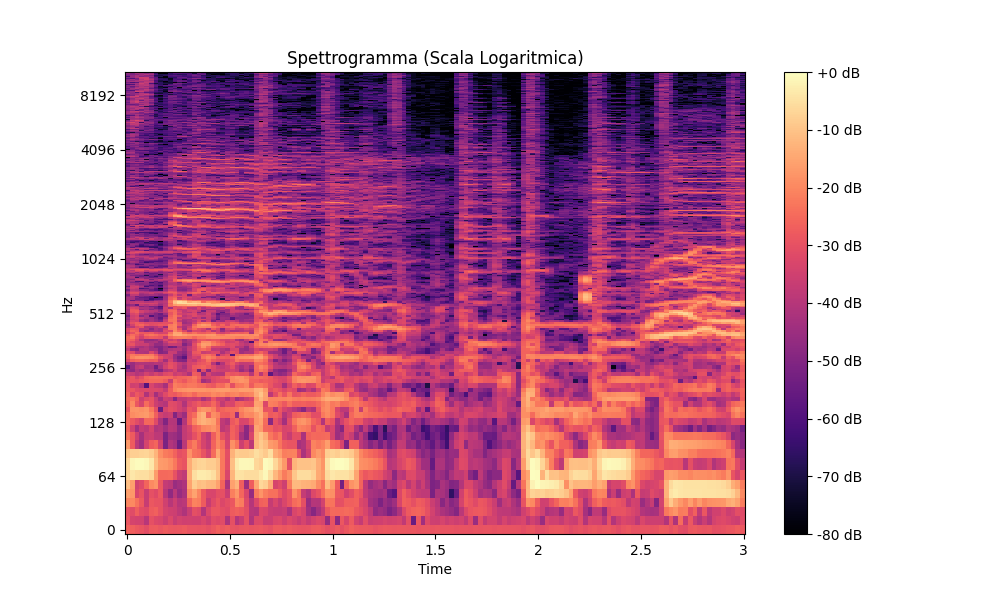 Spettrogramma (Scala Logaritmica)
Hz
8192
4096
2048
1024
512
256
128
64
0
0
0.5
1
1.5
2
2.5
3
Time
+0 dB
-10 dB
-20 dB
-30 dB
-40 dB
-50 dB
-60 dB
-70 dB
-80 dB